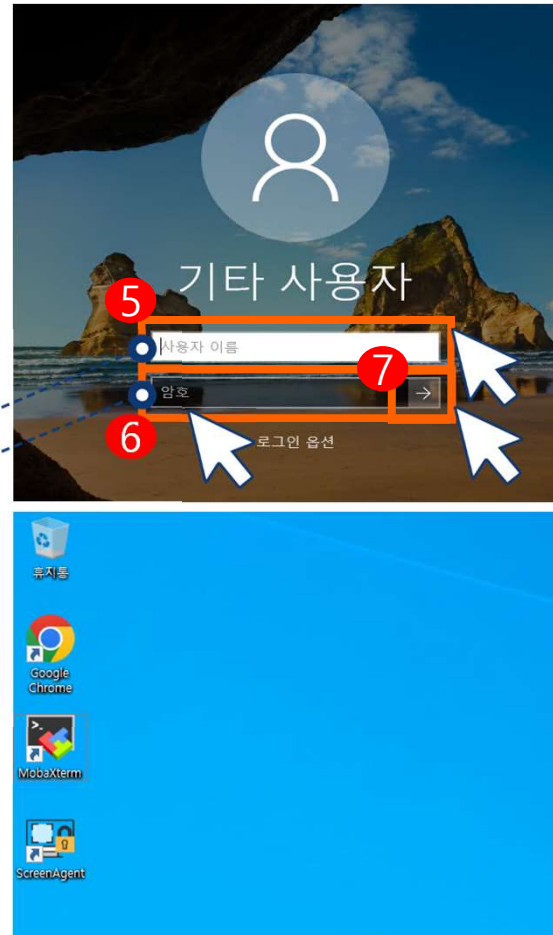 기타 사용자
5
사용자 이름
7
암호
6
로그인 옵션
휴지통
Google
Chrome
MobaXterm
ScreenAgent